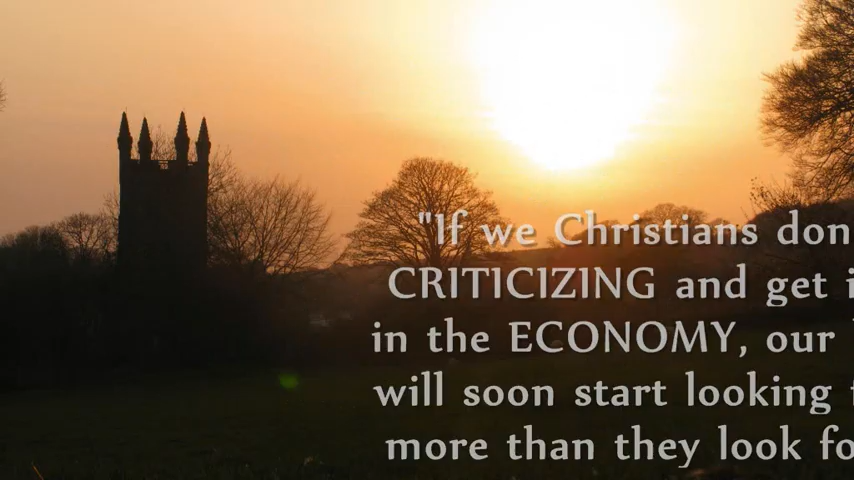 "If we Christians don
CRITICIZING and get
in the ECONOMY, our
will soon start looking
more than they look